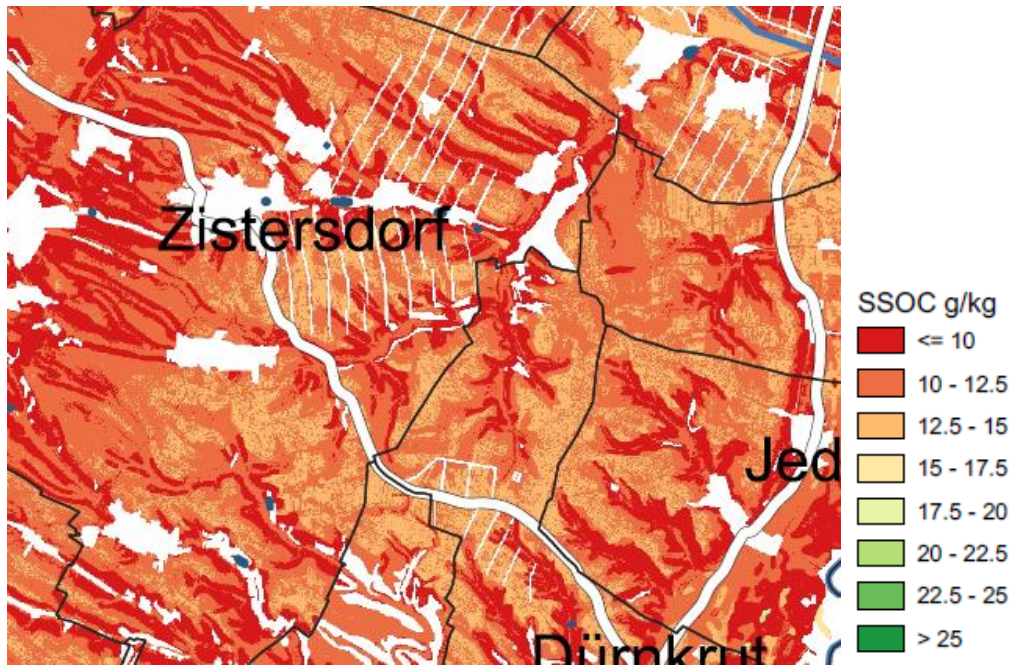 Zistersdorf
Jed
Dürnkrut
SSOC g/kg
<= 10
10 - 12.5
12.5 - 15
15 - 17.5
17.5 - 20
20 - 22.5
22.5 - 25
> 25